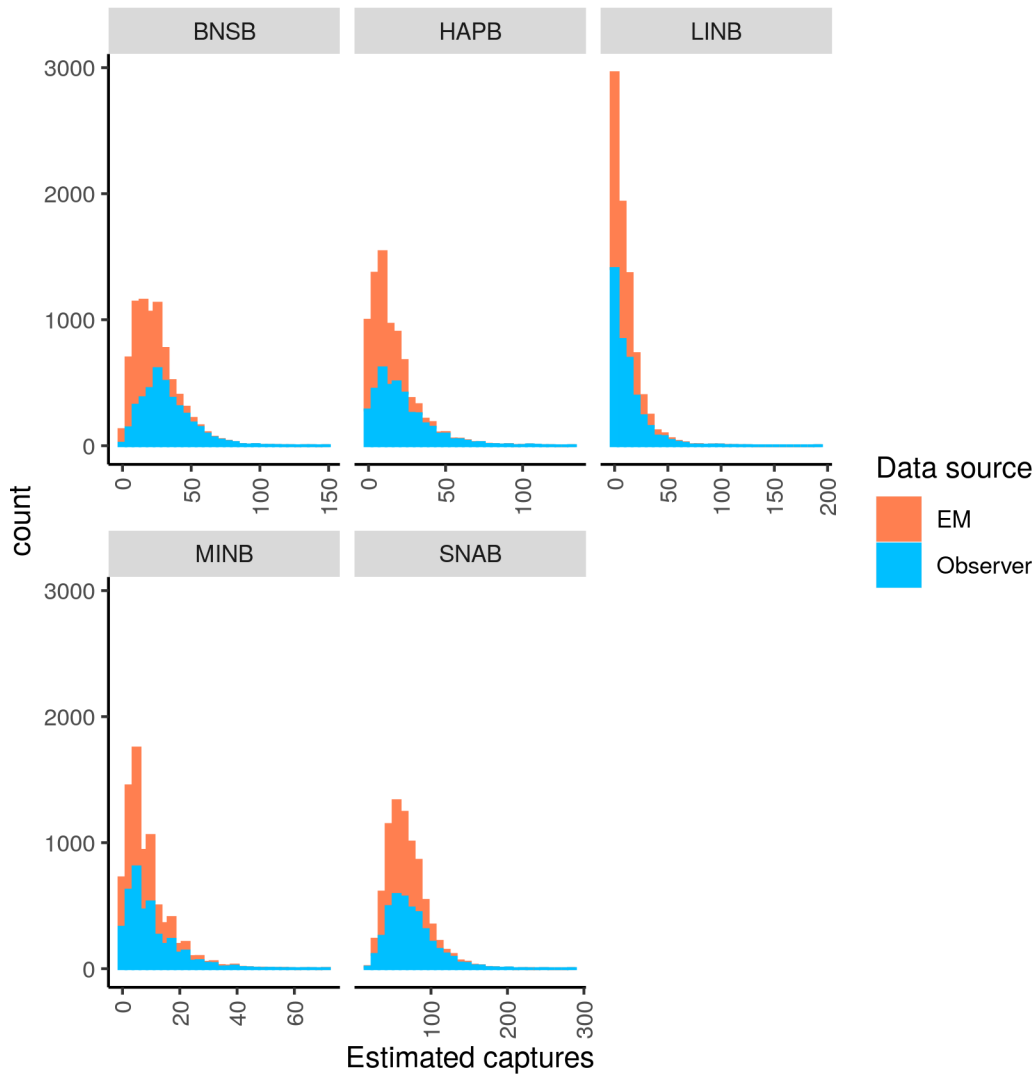 BNSB HAPB LINB
3000
2000
1000
0
0 50 100 150
0 50 100
0 50 100 150 200
count
Data source
EM
Observer
MINB SNAB
3000
2000
1000
0
0 20 40 60
100 200 300
Estimated captures